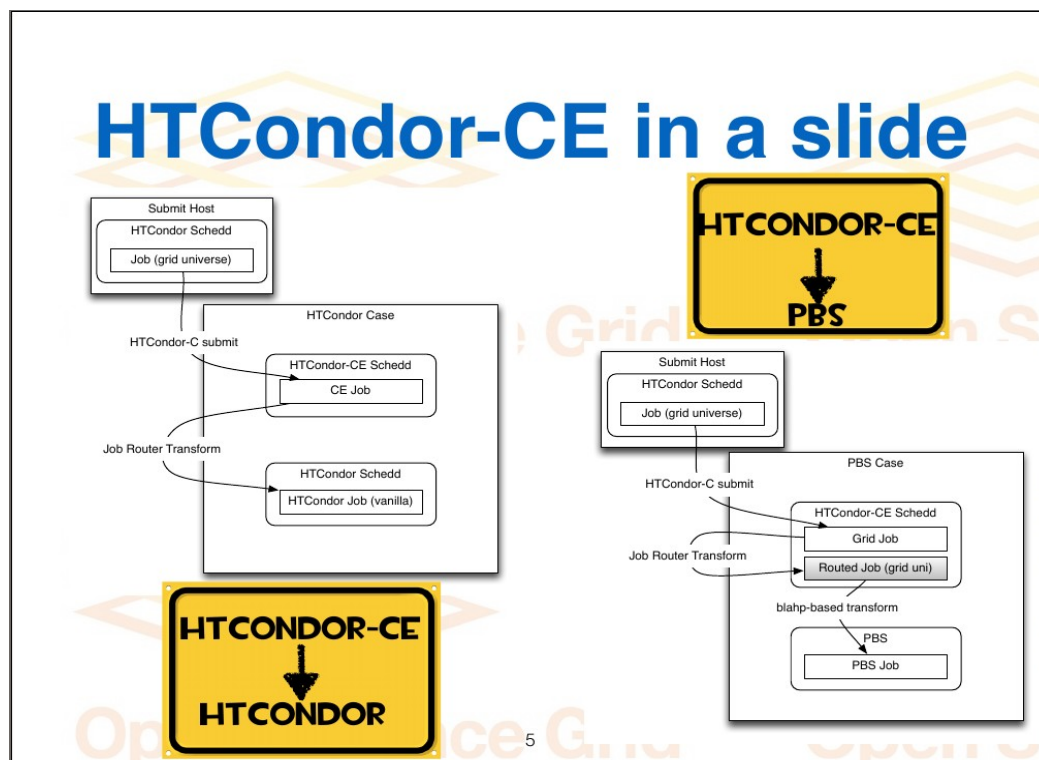 HTCondor-CE in a slide
Submit Host
HTCondor Schedd
Job (grid universe)
HTCondor-C submit
HTCondor Case
HTCondor-CE Schedd
CE Job
Job Router Transform
HTCondor Schedd
HTCondor Job (vanilla)
HTCONDOR-CE
HTCONDOR
HTCONDOR-CE
PBS
Submit Host
HTCondor Schedd
Job (grid universe)
HTCondor-C submit
PBS Case
HTCondor-CE Schedd
Grid Job
Job Router Transform
Routed Job (grid uni)
blahp-based transform
PBS
PBS Job
5